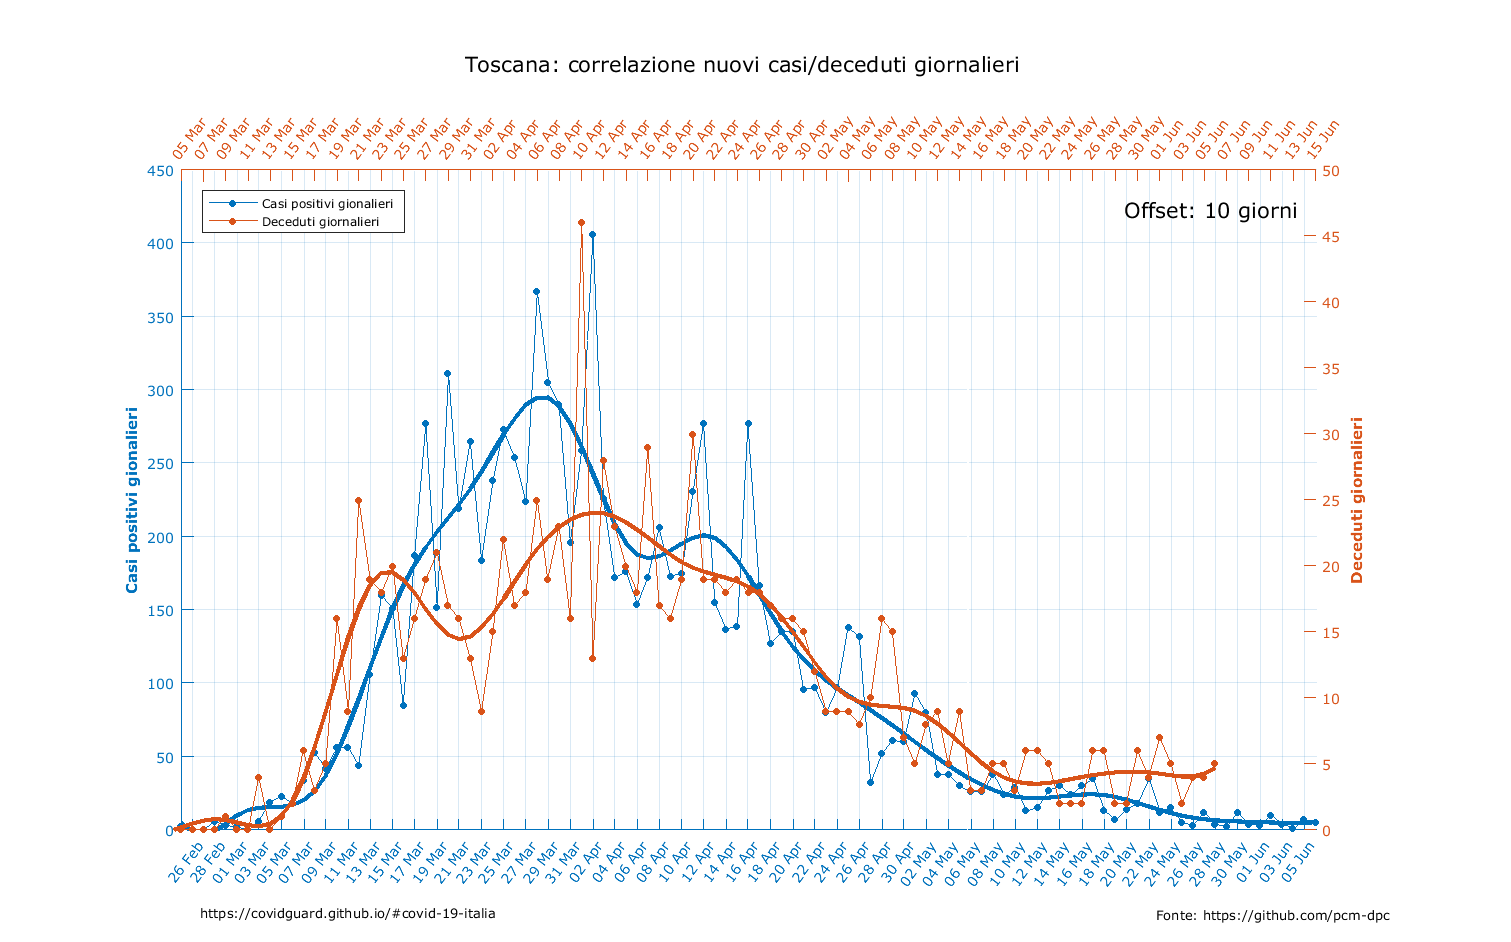 Toscana: correlazione nuovi casi/deceduti giornalieri
05 Mar
07 Mar
09 Mar
11 Mar
13 Mar
15 Mar
17 Mar
19 Mar
21 Mar
23 Mar
25 Mar
27 Mar
29 Mar
31 Mar
02 Apr
04 Apr
06 Apr
08 Apr
10 Apr
12 Apr
14 Apr
16 Apr
18 Apr
20 Apr
22 Apr
24 Apr
26 Apr
28 Apr
30 Apr
02 May
04 May
06 May
08 May
10 May
12 May
14 May
16 May
18 May
20 May
22 May
24 May
26 May
28 May
30 May
01 Jun
03 Jun
05 Jun
07 Jun
09 Jun
11 Jun
13 Jun
15 Jun
Casi positivi gionalieri
Deceduti giornalieri
Offset: 10 giorni
450
400
350
300
250
200
150
100
50
0
Casi positivi gionalieri
50
45
40
35
30
25
20
15
10
5
0
Deceduti giornalieri
26 Feb
28 Feb
01 Mar
03 Mar
05 Mar
07 Mar
09 Mar
11 Mar
13 Mar
15 Mar
17 Mar
19 Mar
21 Mar
23 Mar
25 Mar
27 Mar
29 Mar
31 Mar
02 Apr
04 Apr
06 Apr
08 Apr
10 Apr
12 Apr
14 Apr
16 Apr
18 Apr
20 Apr
22 Apr
24 Apr
26 Apr
28 Apr
30 Apr
02 May
04 May
06 May
08 May
10 May
12 May
14 May
16 May
18 May
20 May
22 May
24 May
26 May
28 May
30 May
01 Jun
03 Jun
05 Jun
https://covidguard.github.io/#covid-19-italia
Fonte: https://github.com/pcm-dpc